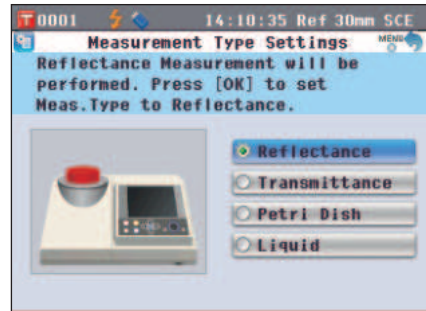 T 0001 14:10:35 Ref 30mm SCE
Measurement Type Settings MENU
Reflectance Measurement will be
performed. Press [OK] to set
Meas.Type to Reflectance.
Reflectance
Transmittance
Petri Dish
Liquid